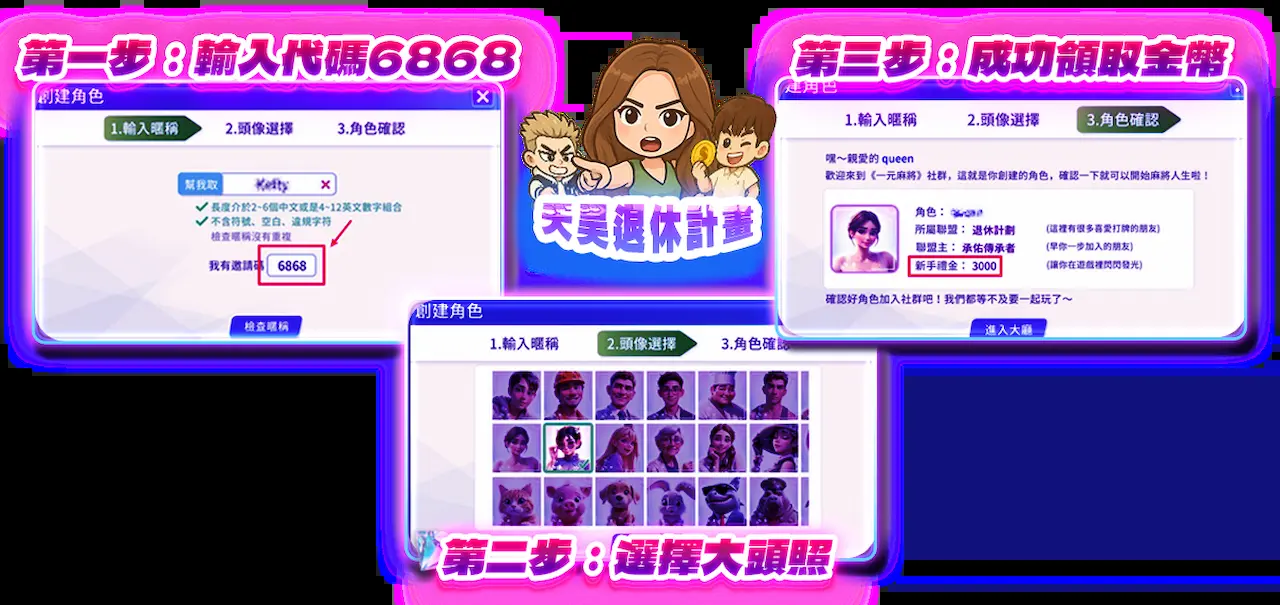 第一步：輸入代碼6868
創建角色
1.輸入暱稱
2.頭像選擇
3.角色確認
幫我取
長度介於2~6個中文或是4~12英文數字組合
不含符號、空白、違規字符
檢查暱稱沒有重複
我有邀請碼 6868
檢查暱稱
天昊退休計畫
第三步：成功領取金幣
建角色
1.輸入暱稱
2.頭像選擇
3.角色確認
嘿～親愛的 queen
歡迎來到《一元麻將》社群，這就是你創建的角色，確認一下就可以開始麻將人生啦！
角色：
所屬聯盟： 退休計劃 (這裡有很多喜愛打牌的朋友)
聯盟主： 承佑傳承者 (早你一步加入的朋友)
新手禮金： 3000 (讓你在遊戲裡閃閃發光)
確認好角色加入社群吧！我們都等不及要一起玩了～
進入大廳
創建角色
1.輸入暱稱
2.頭像選擇
3.角色確認
第二步：選擇大頭照